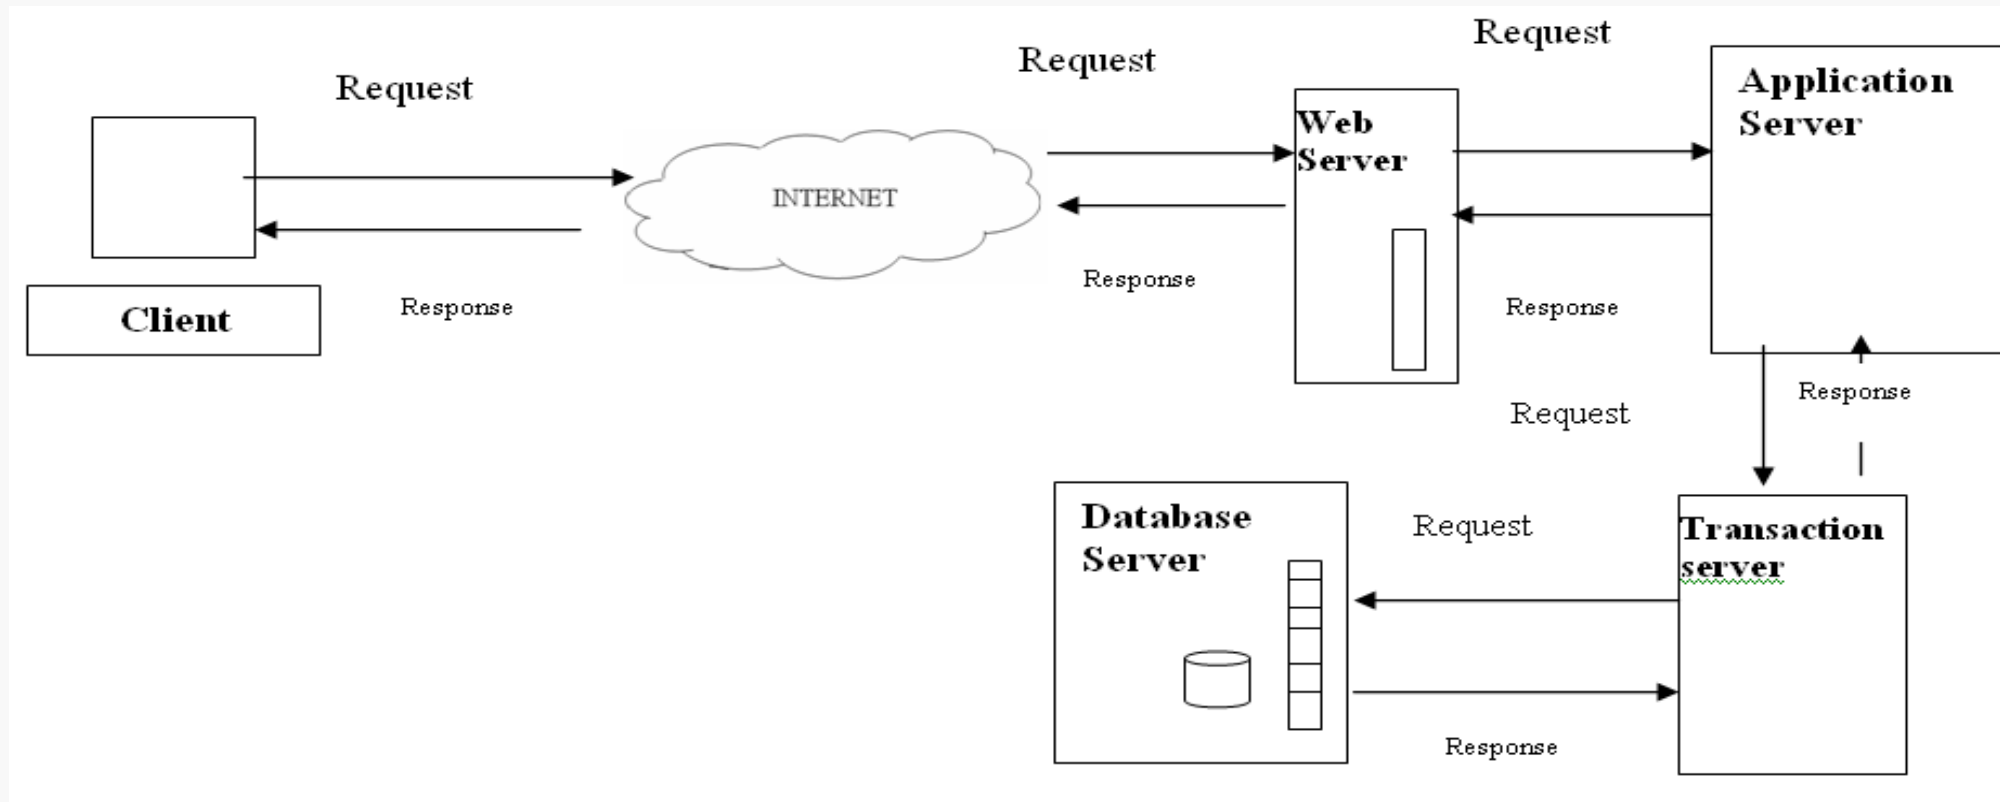 Request
Request
Request
Application
Server
Web
Server
INTERNET
Client
Response
Response
Response
Request
Response
Database
Server
Request
Transaction
server
Response